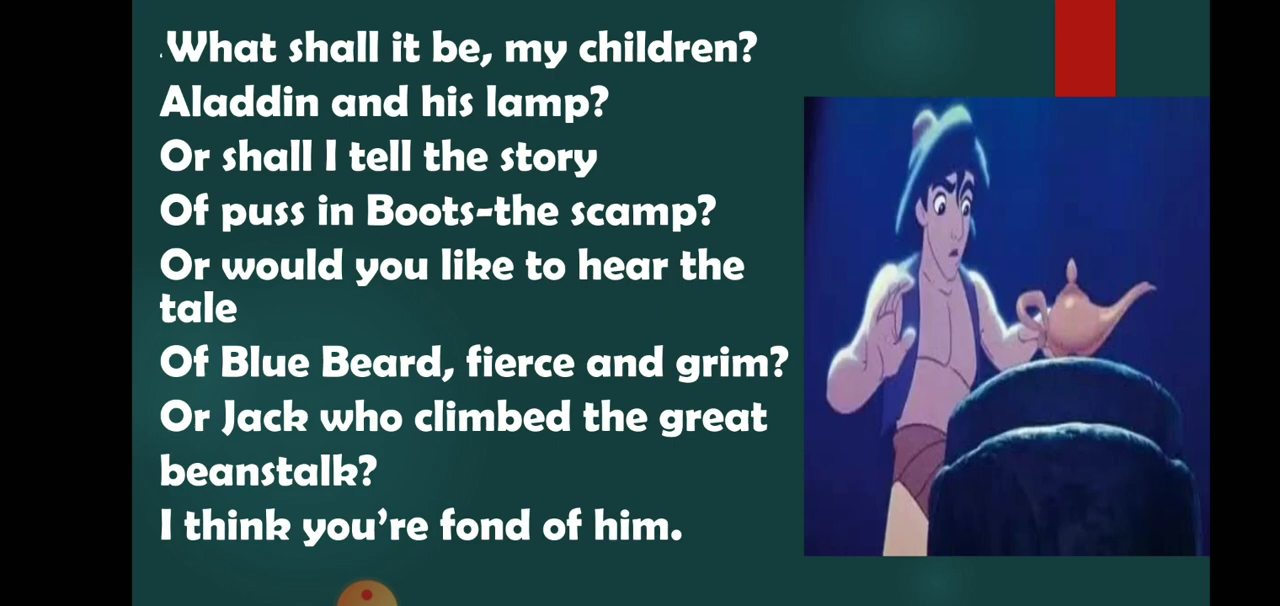 What shall it be, my children?
Aladdin and his lamp?
Or shall I tell the story
Of puss in Boots-the scamp?
Or would you like to hear the
tale
Of Blue Beard, fierce and grim?
Or Jack who climbed the great
beanstalk?
I think you’re fond of him.